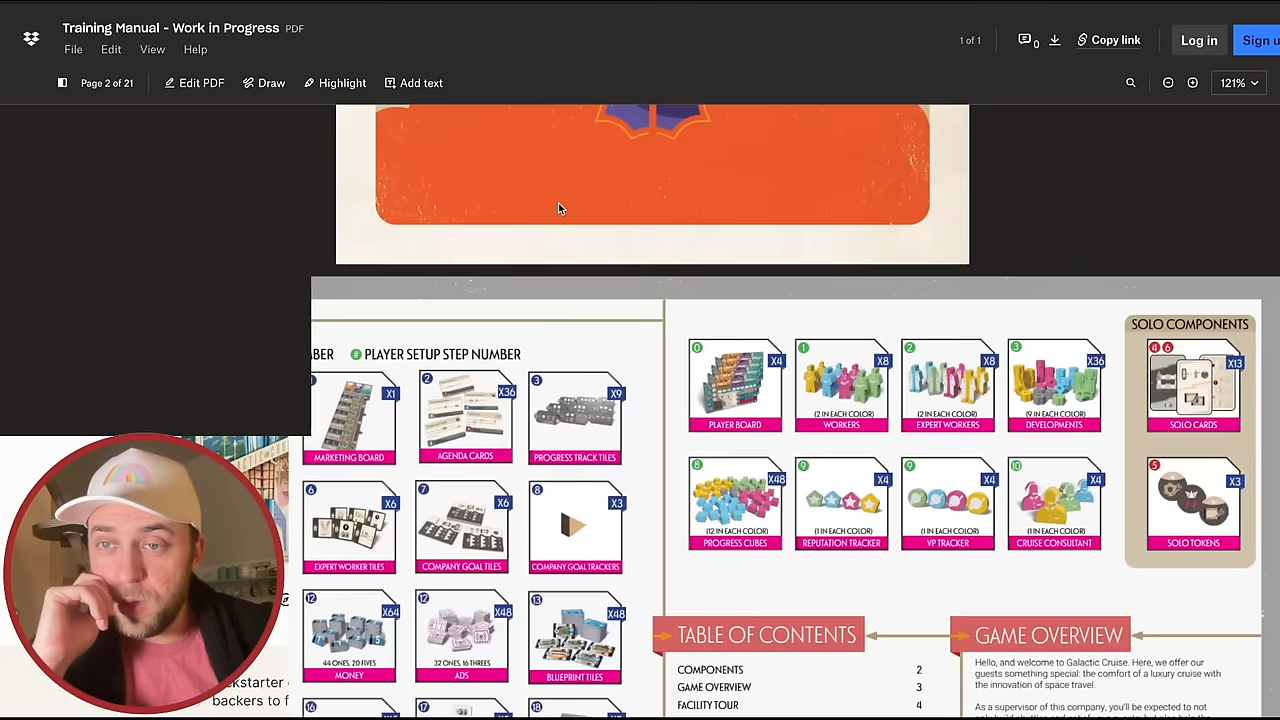 Training Manual - Work in Progress PDF
File Edit View Help
1 of 1
0
Copy link
Log in
Sign u
Page 2 of 21
Edit PDF
Draw
Highlight
Add text
121%
BER # PLAYER SETUP STEP NUMBER
X1
MARKETING BOARD
2
X36
AGENDA CARDS
3
X9
PROGRESS TRACK TILES
6
X6
EXPERT WORKER TILES
7
X6
COMPANY GOAL TILES
8
X3
COMPANY GOAL TRACKERS
12
X64
44 ONES, 20 FIVES
MONEY
12
X48
32 ONES, 16 THREES
ADS
13
X48
BLUEPRINT TILES
16
17
18
0
X4
PLAYER BOARD
1
X8
(2 IN EACH COLOR)
WORKERS
2
X8
(2 IN EACH COLOR)
EXPERT WORKERS
3
X36
(9 IN EACH COLOR)
DEVELOPMENTS
8
X48
(12 IN EACH COLOR)
PROGRESS CUBES
9
X4
(1 IN EACH COLOR)
REPUTATION TRACKER
9
X4
(1 IN EACH COLOR)
VP TRACKER
10
X4
(1 IN EACH COLOR)
CRUISE CONSULTANT
SOLO COMPONENTS
4 6
X13
SOLO CARDS
5
X3
SOLO TOKENS
TABLE OF CONTENTS
COMPONENTS 2
GAME OVERVIEW 3
FACILITY TOUR 4
GAME OVERVIEW
Hello, and welcome to Galactic Cruise. Here, we offer our
guests something special: the comfort of a luxury cruise with
the innovation of space travel.
As a supervisor of this company, you'll be expected to not
ckstarter
backers to f